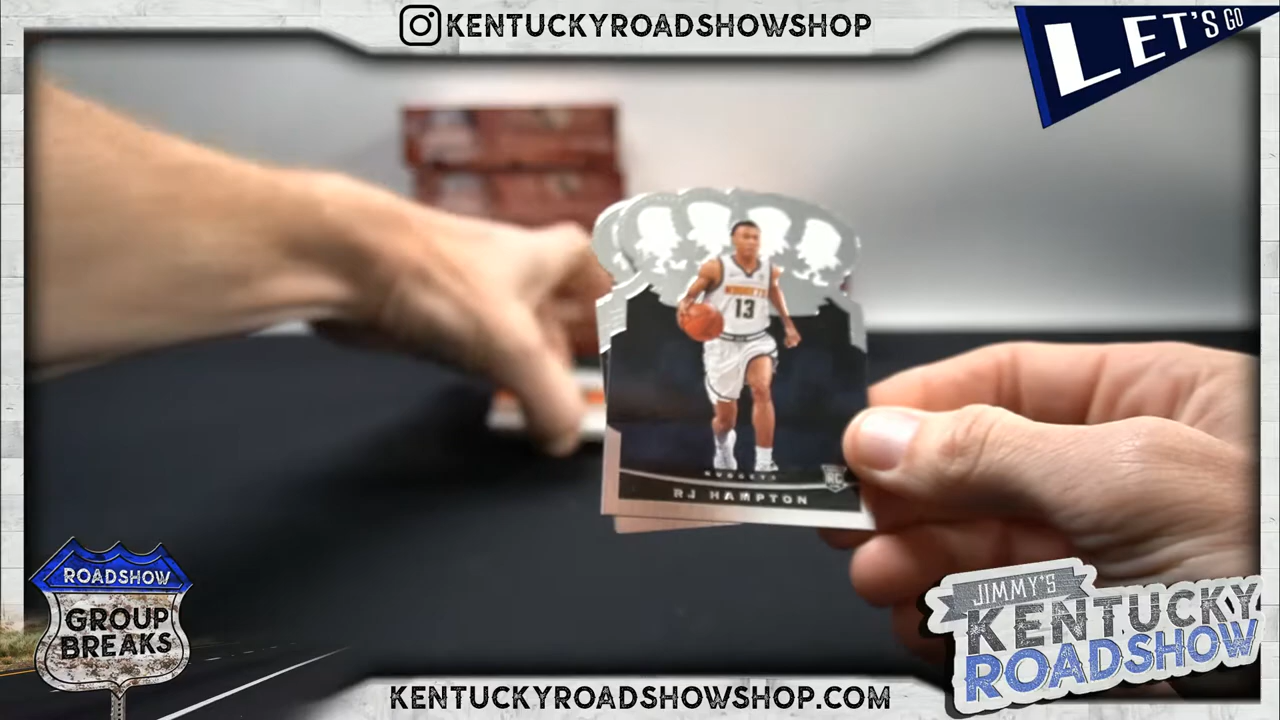 KENTUCKYROADSHOWSHOP
LET'S GO
NUGGETS
13
NUGGETS
RC
RJ HAMPTON
ROADSHOW
GROUP
BREAKS
JIMMY'S
KENTUCKY
ROADSHOW
KENTUCKYROADSHOWSHOP.COM